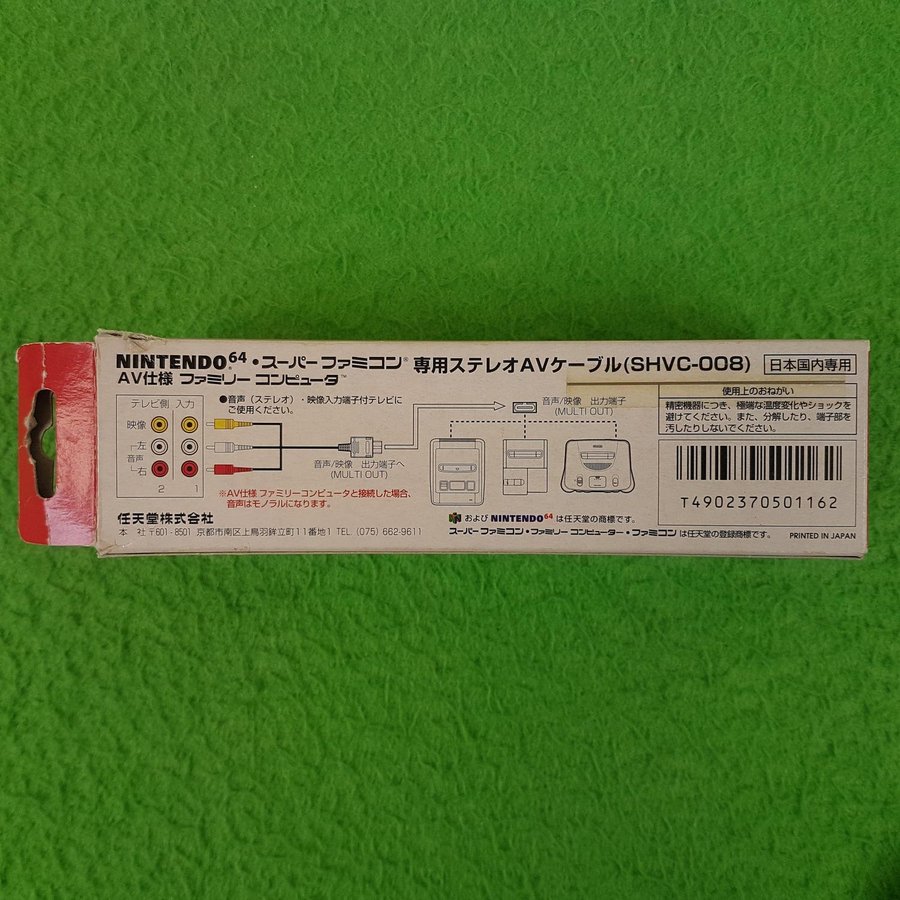 NINTENDO64・スーパーファミコン® 専用ステレオAVケーブル(SHVC-008) 日本国内専用
AV仕様 ファミリー コンピュータ™
テレビ側 入力
映像
左
音声
右
2 1
●音声(ステレオ)・映像入力端子付テレビに
ご使用ください。
音声/映像 出力端子へ
(MULTI OUT)
※AV仕様 ファミリーコンピュータと接続した場合、
音声はモノラルになります。
音声/映像 出力端子
(MULTI OUT)
使用上のおねがい
精密機器につき、極端な温度変化やショックを
避けてください。また、分解したり、端子部を
汚したりしないでください。
T4902370501162
任天堂株式会社
本 社 〒601-8501 京都市南区上鳥羽鉾立町11番地1 TEL. (075) 662-9611
および NINTENDO64 は任天堂の商標です。
スーパー ファミコン・ファミリー コンピューター・ファミコン は任天堂の登録商標です。
PRINTED IN JAPAN